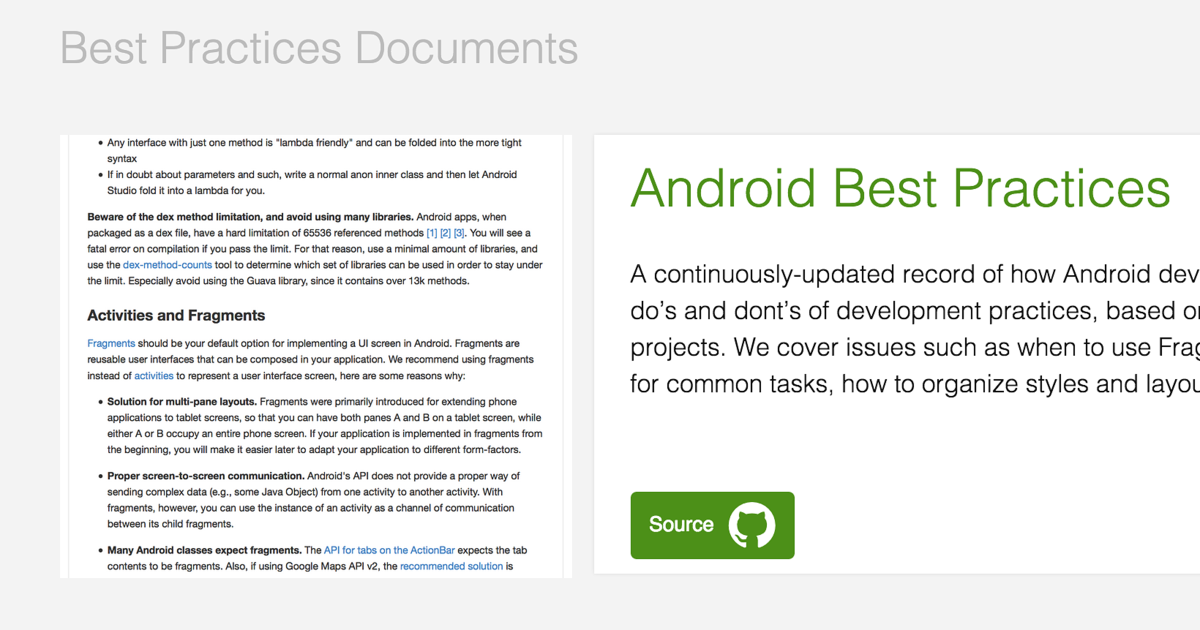 Best Practices Documents
• Any interface with just one method is "lambda friendly" and can be folded into the more tight
syntax
• If in doubt about parameters and such, write a normal anon inner class and then let Android
Studio fold it into a lambda for you.
Beware of the dex method limitation, and avoid using many libraries. Android apps, when
packaged as a dex file, have a hard limitation of 65536 referenced methods [1] [2] [3]. You will see a
fatal error on compilation if you pass the limit. For that reason, use a minimal amount of libraries, and
use the dex-method-counts tool to determine which set of libraries can be used in order to stay under
the limit. Especially avoid using the Guava library, since it contains over 13k methods.
Activities and Fragments
Fragments should be your default option for implementing a UI screen in Android. Fragments are
reusable user interfaces that can be composed in your application. We recommend using fragments
instead of activities to represent a user interface screen, here are some reasons why:
• Solution for multi-pane layouts. Fragments were primarily introduced for extending phone
applications to tablet screens, so that you can have both panes A and B on a tablet screen, while
either A or B occupy an entire phone screen. If your application is implemented in fragments from
the beginning, you will make it easier later to adapt your application to different form-factors.
• Proper screen-to-screen communication. Android's API does not provide a proper way of
sending complex data (e.g., some Java Object) from one activity to another activity. With
fragments, however, you can use the instance of an activity as a channel of communication
between its child fragments.
• Many Android classes expect fragments. The API for tabs on the ActionBar expects the tab
contents to be fragments. Also, if using Google Maps API v2, the recommended solution is
Android Best Practices
A continuously-updated record of how Android dev
do’s and dont’s of development practices, based or
projects. We cover issues such as when to use Frag
for common tasks, how to organize styles and layou
Source